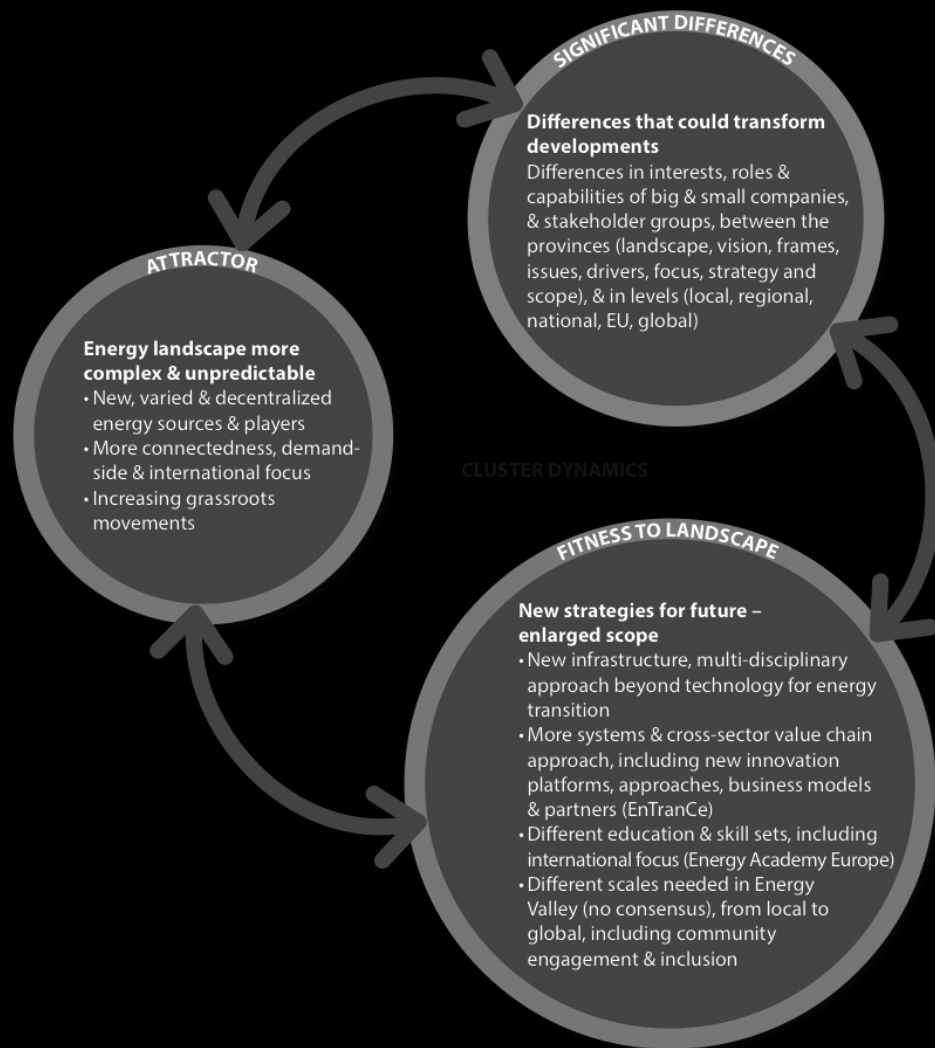 SIGNIFICANT DIFFERENCES
Differences that could transform
developments
Differences in interests, roles &
capabilities of big & small companies,
& stakeholder groups, between the
provinces (landscape, vision, frames,
issues, drivers, focus, strategy and
scope), & in levels (local, regional,
national, EU, global)
ATTRACTOR
Energy landscape more
complex & unpredictable
• New, varied & decentralized
energy sources & players
• More connectedness, demand-
side & international focus
• Increasing grassroots
movements
CLUSTER DYNAMICS
FITNESS TO LANDSCAPE
New strategies for future –
enlarged scope
• New infrastructure, multi-disciplinary
approach beyond technology for energy
transition
• More systems & cross-sector value chain
approach, including new innovation
platforms, approaches, business models
& partners (EnTranCe)
• Different education & skill sets, including
international focus (Energy Academy Europe)
• Different scales needed in Energy
Valley (no consensus), from local to
global, including community
engagement & inclusion